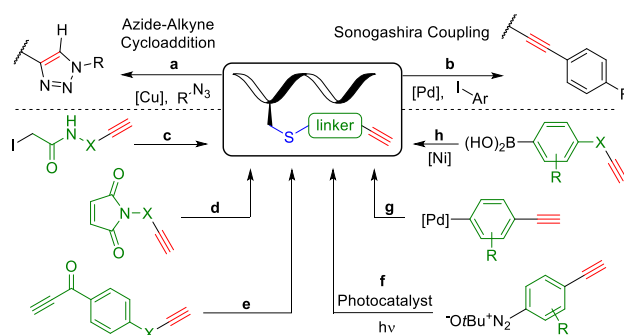 Azide-Alkyne
Cycloaddition
Sonogashira Coupling
H
N-R
N=N
a
[Cu], R-N3
b
[Pd], I-Ar
R
S
linker
I
H
N
X
O
c
h
[Ni]
(HO)2B
X
R
O
N
X
O
d
g
[Pd]
R
O
X
e
f
Photocatalyst
hν
-OtBu+N2
R